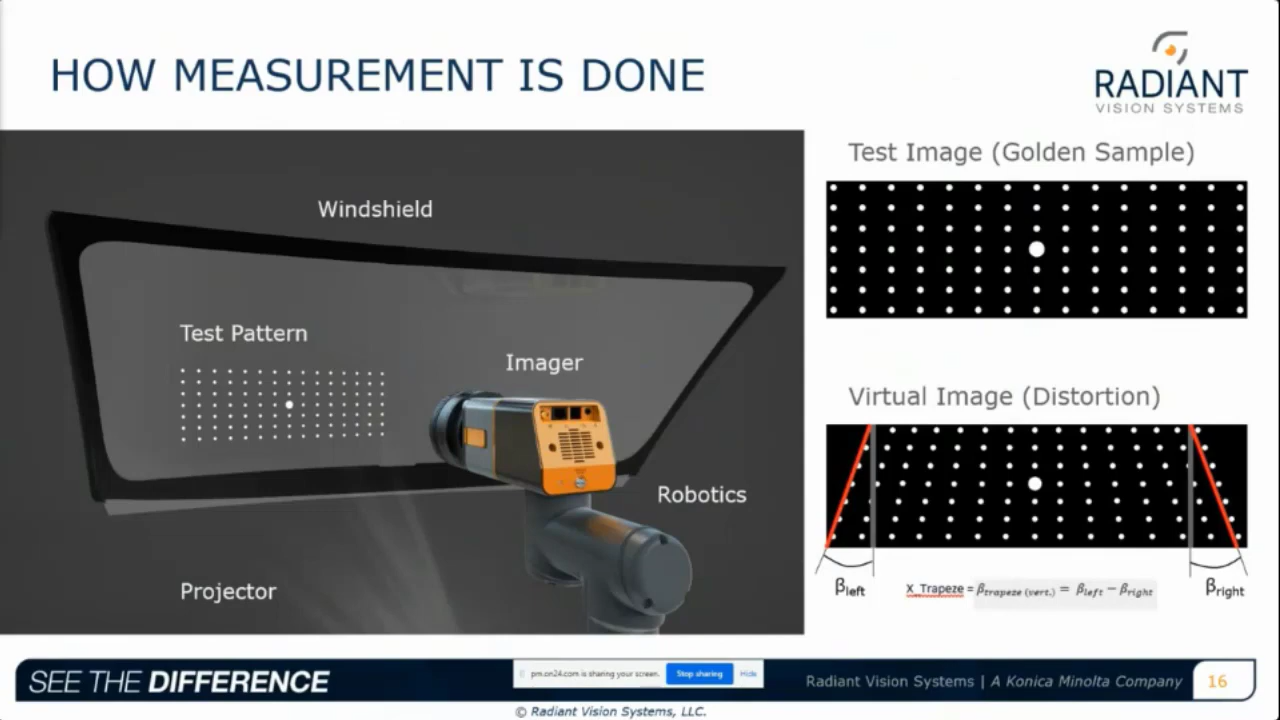 HOW MEASUREMENT IS DONE
RADIANT
VISION SYSTEMS
Windshield
Test Pattern
Imager
Robotics
Projector
Test Image (Golden Sample)
Virtual Image (Distortion)
βleft
X Trapeze = βtrapeze (vert.) = βleft − βright
βright
SEE THE DIFFERENCE
pm.on24.com is sharing your screen. Stop sharing Hide
Radiant Vision Systems | A Konica Minolta Company 16
© Radiant Vision Systems, LLC.